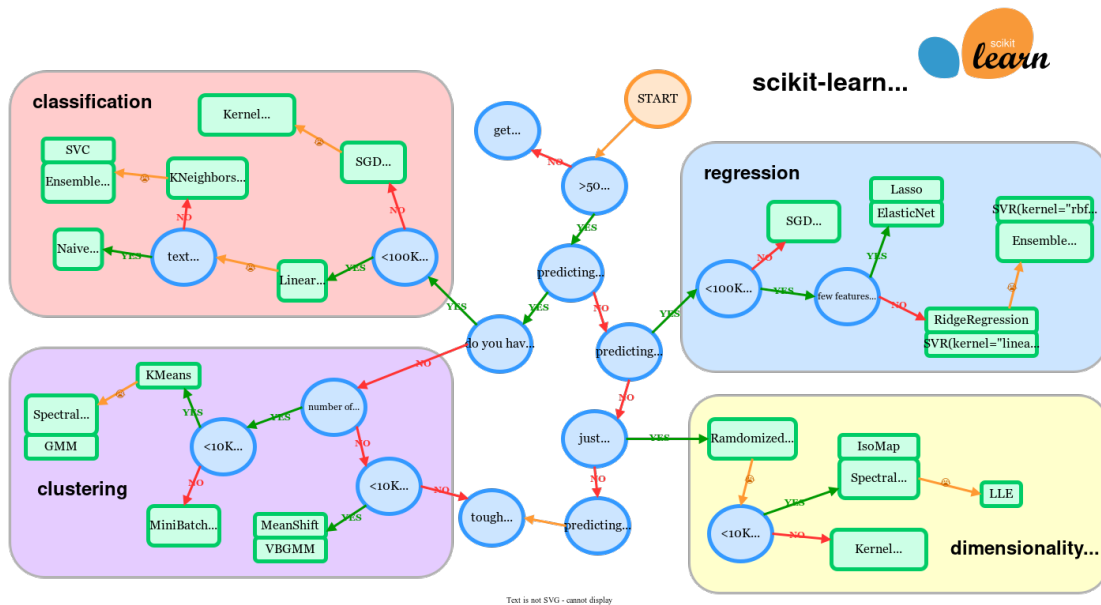 scikit
learn
scikit-learn...
START
get...
NO
>50...
YES
predicting...
YES
NO
do you hav...
YES
NO
predicting...
YES
NO
just...
YES
NO
predicting...
tough...
classification
Kernel...
SGD...
NO
<100K...
YES
Linear...
text...
YES
Naive...
NO
KNeighbors...
SVC
Ensemble...
regression
<100K...
NO
SGD...
YES
few features...
YES
Lasso
ElasticNet
NO
RidgeRegression
SVR(kernel="linea...
SVR(kernel="rbf...
Ensemble...
clustering
number of...
YES
<10K...
YES
KMeans
Spectral...
GMM
NO
MiniBatch...
NO
<10K...
YES
MeanShift
VBGMM
NO
dimensionality...
Randomized...
<10K...
YES
IsoMap
Spectral...
LLE
NO
Kernel...
Text is not SVG - cannot display